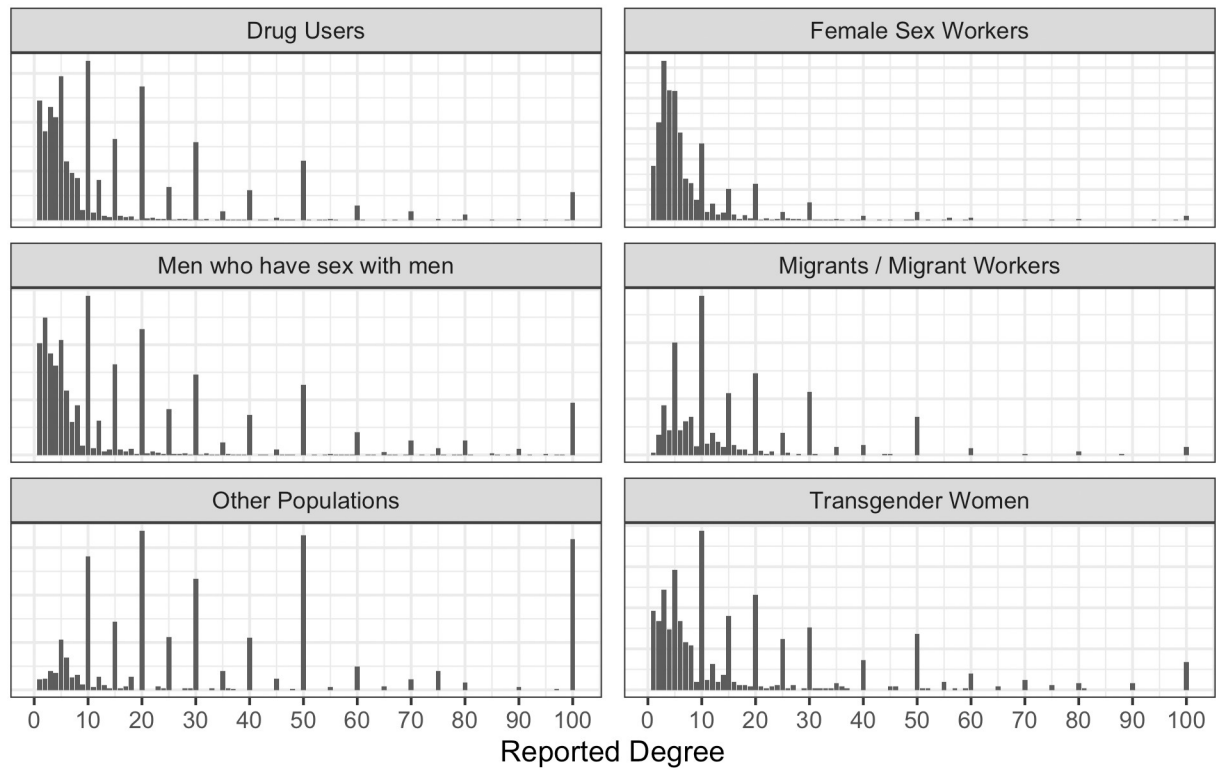 Drug Users
Female Sex Workers
Men who have sex with men
Migrants / Migrant Workers
Other Populations
Transgender Women
0 10 20 30 40 50 60 70 80 90 100
0 10 20 30 40 50 60 70 80 90 100
Reported Degree